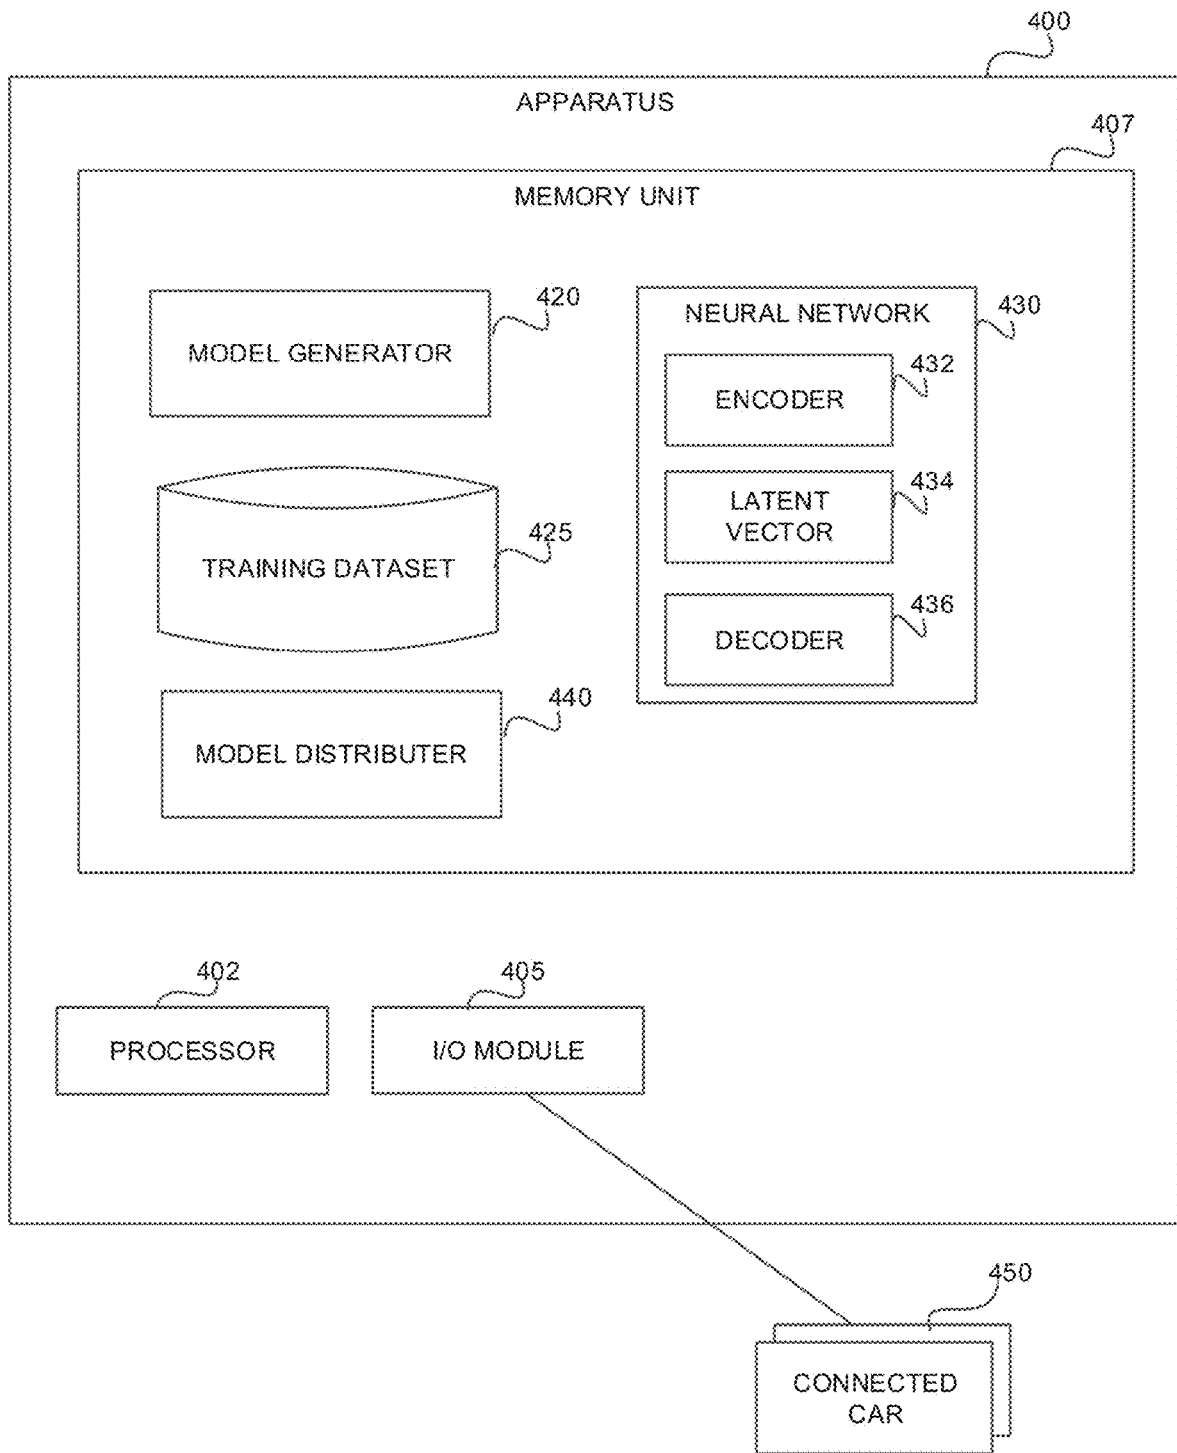 400
APPARATUS
407
MEMORY UNIT
420
MODEL GENERATOR
NEURAL NETWORK
430
432
ENCODER
434
LATENT
VECTOR
425
TRAINING DATASET
436
DECODER
440
MODEL DISTRIBUTER
402
PROCESSOR
405
I/O MODULE
450
CONNECTED
CAR